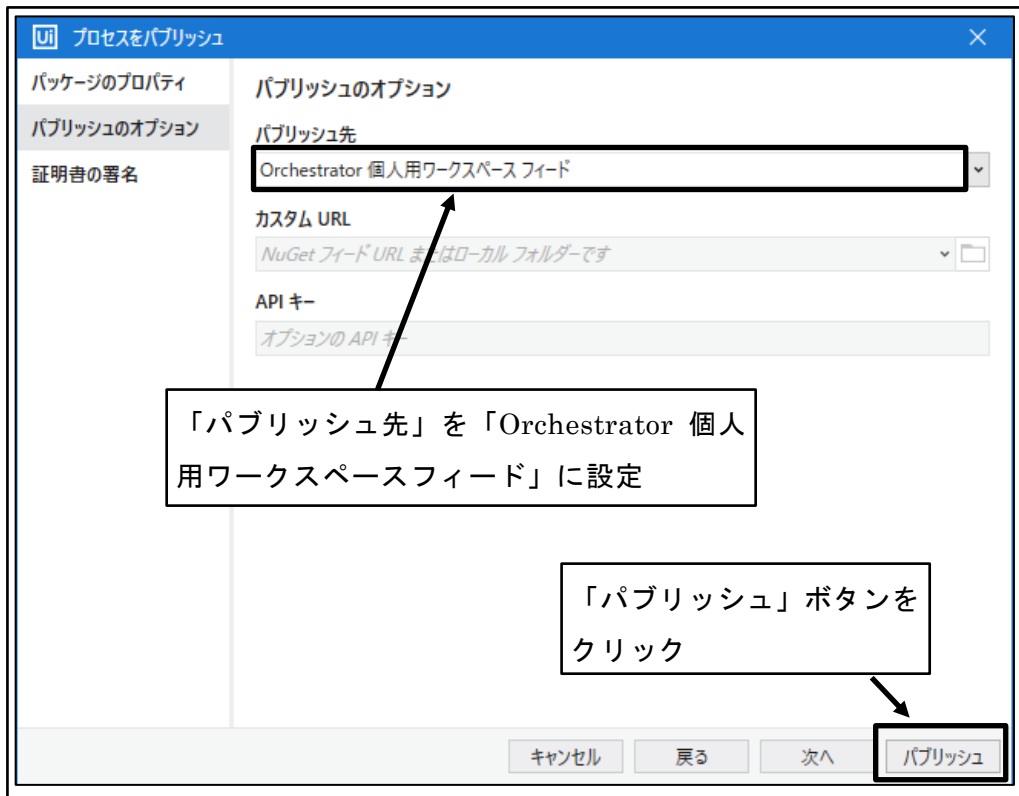 Ui プロセスをパブリッシュ
パッケージのプロパティ
パブリッシュのオプション
証明書の署名
パブリッシュのオプション
パブリッシュ先
Orchestrator 個人用ワークスペース フィード
カスタム URL
NuGet フィード URL またはローカル フォルダーです
API キー
オプションの API キー
「パブリッシュ先」を「Orchestrator 個人
用ワークスペースフィード」に設定
「パブリッシュ」ボタンを
クリック
キャンセル
戻る
次へ
パブリッシュ